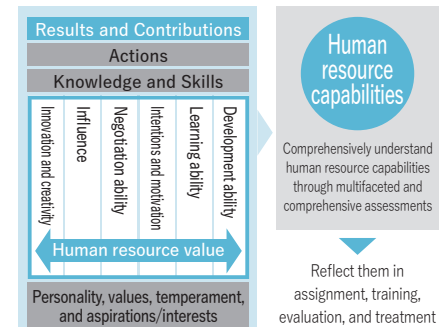 Results and Contributions
Actions
Knowledge and Skills
Innovation and creativity
Influence
Negotiation ability
Intentions and motivation
Learning ability
Development ability
Human resource value
Personality, values, temperament,
and aspirations/interests
Human
resource
capabilities
Comprehensively understand
human resource capabilities
through multifaceted and
comprehensive assessments
Reflect them in
assignment, training,
evaluation, and treatment